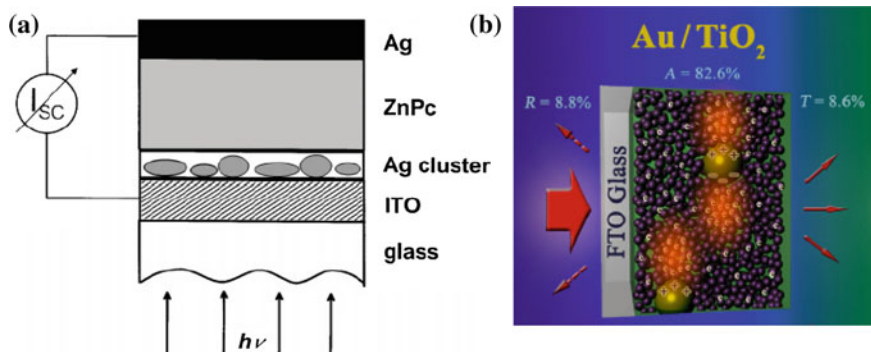 (a)
Ag
ZnPc
Ag cluster
ITO
glass
I_SC
hν
(b)
Au / TiO₂
A = 82.6%
R = 8.8%
T = 8.6%
FTO Glass